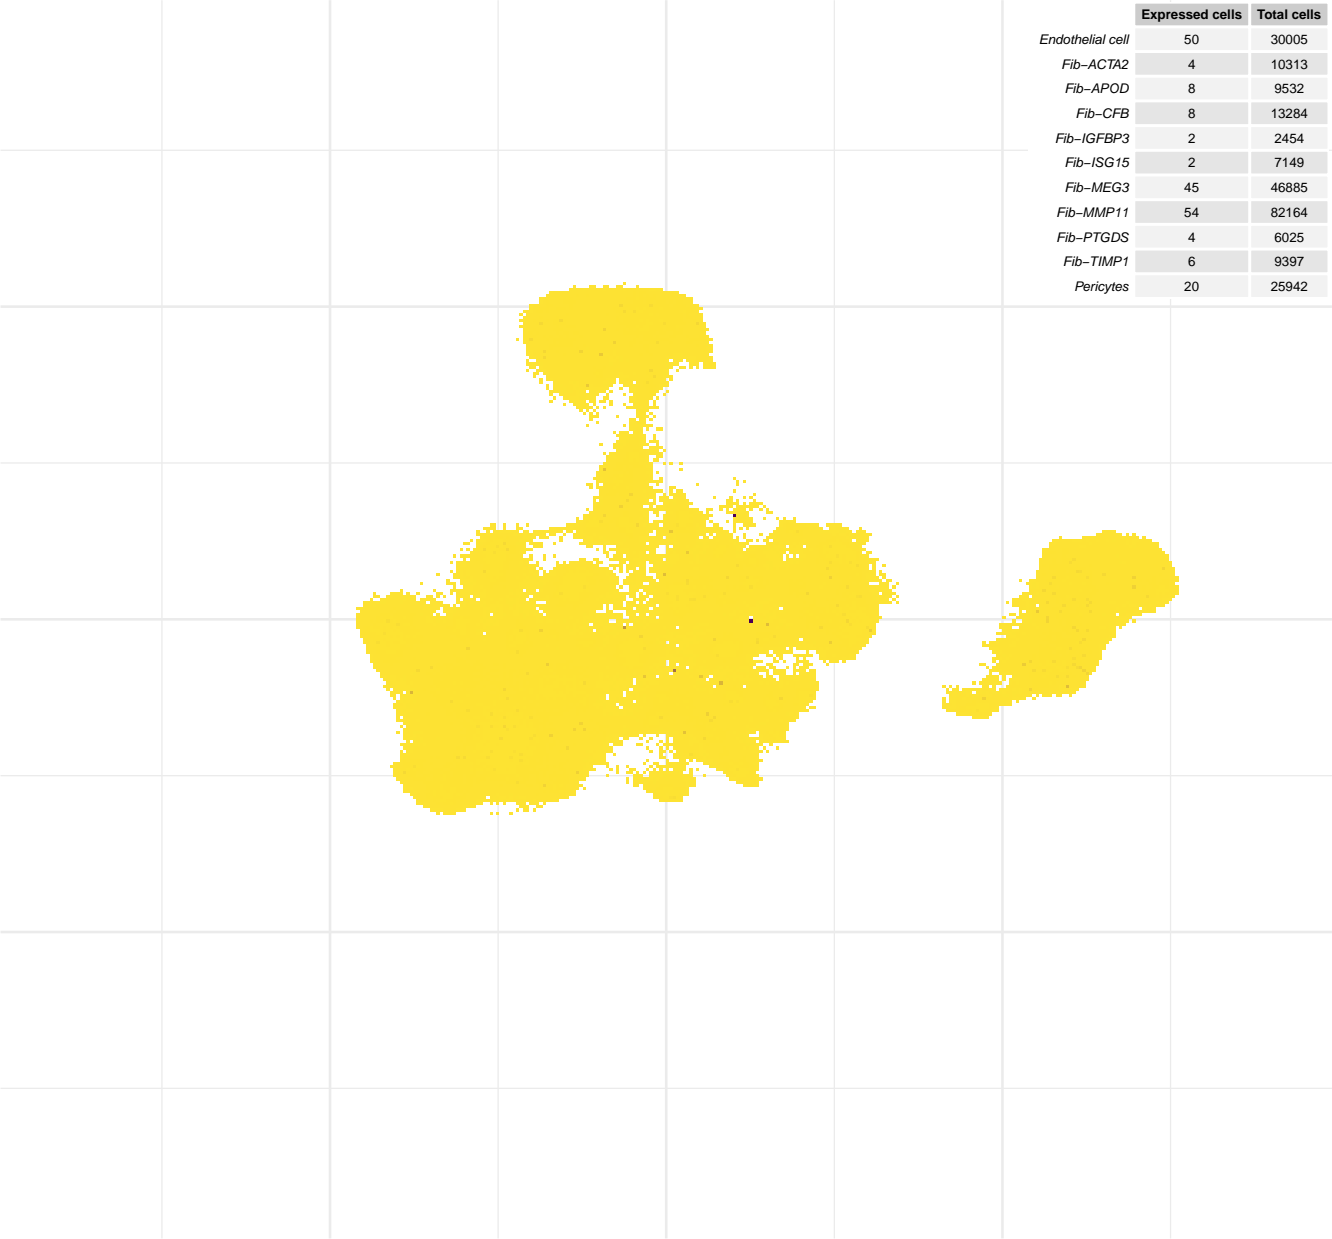 Expressed cells Total cells
Endothelial cell 50 30005
Fib−ACTA2 4 10313
Fib−APOD 8 9532
Fib−CFB 8 13284
Fib−IGFBP3 2 2454
Fib−ISG15 2 7149
Fib−MEG3 45 46885
Fib−MMP11 54 82164
Fib−PTGDS 4 6025
Fib−TIMP1 6 9397
Pericytes 20 25942